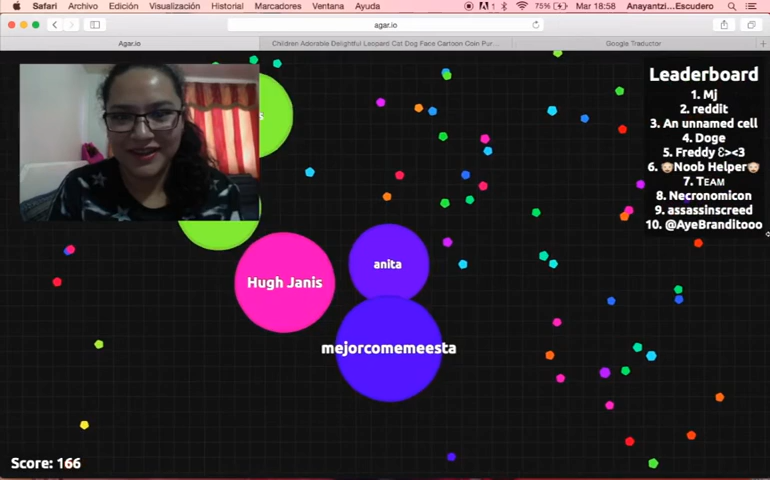 Safari Archivo Edición Visualización Historial Marcadores Ventana Ayuda
1 75% Mar 18:58 Anayantzi ...Escudero
agar.io
Agar.io
Children Adorable Delightful Leopard Cat Dog Face Cartoon Coin Pur...
Google Traductor
Leaderboard
1. Mj
2. reddit
3. An unnamed cell
4. Doge
5. Freddy ξ><3
6. Noob Helper
7. TEAM
8. Necronomicon
9. assassinscreed
10. @AyeBranditooo
s
anita
Hugh Janis
mejorcomemeesta
Score: 166